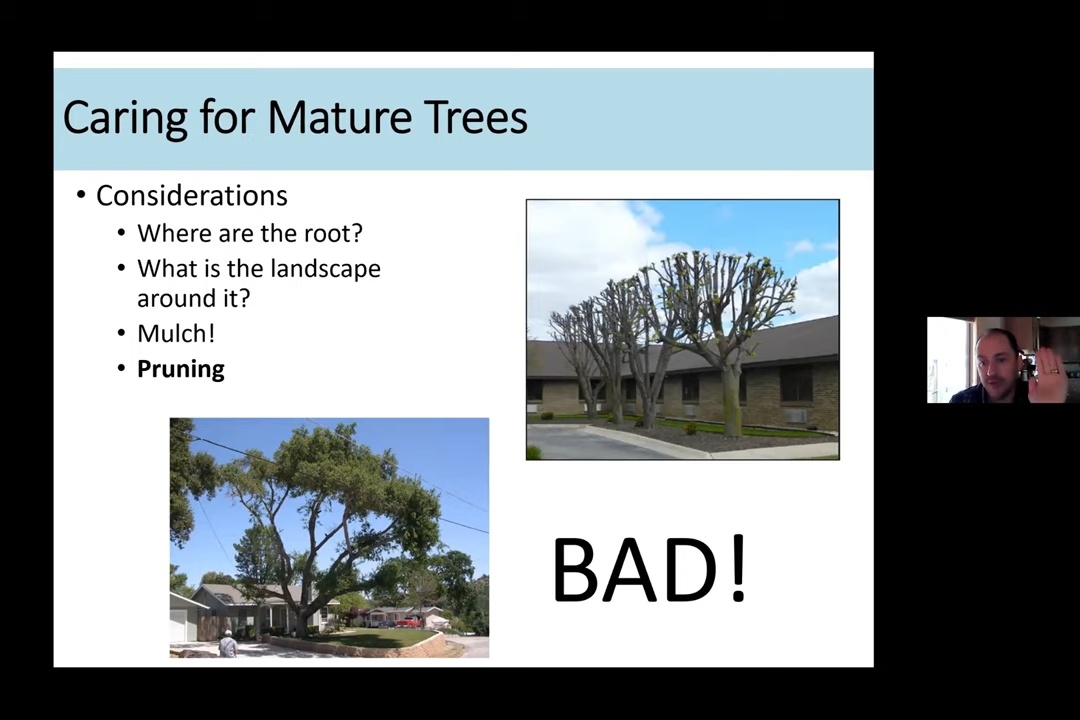 Caring for Mature Trees
• Considerations
• Where are the root?
• What is the landscape
around it?
• Mulch!
• Pruning
BAD!